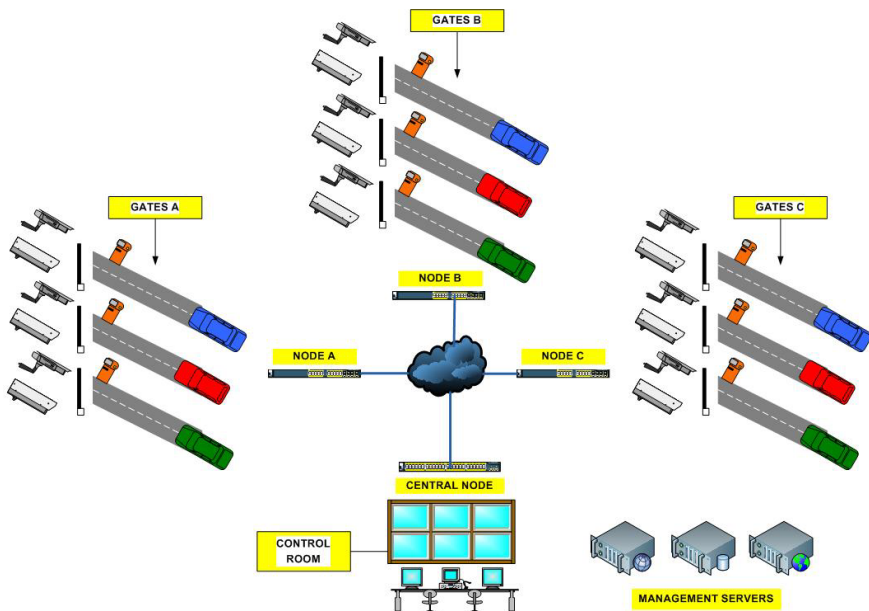 GATES B
GATES A
GATES C
NODE B
NODE A
NODE C
CENTRAL NODE
CONTROL
ROOM
MANAGEMENT SERVERS